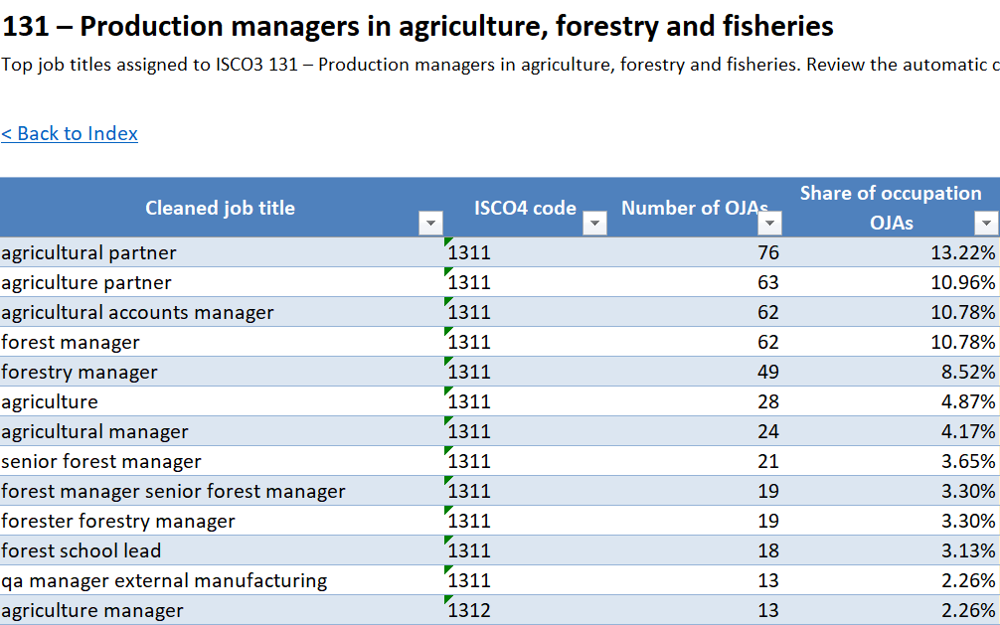 131 – Production managers in agriculture, forestry and fisheries
Top job titles assigned to ISCO3 131 – Production managers in agriculture, forestry and fisheries. Review the automatic c
< Back to Index
Cleaned job title ISCO4 code Number of OJAs Share of occupation OJAs
agricultural partner 1311 76 13.22%
agriculture partner 1311 63 10.96%
agricultural accounts manager 1311 62 10.78%
forest manager 1311 62 10.78%
forestry manager 1311 49 8.52%
agriculture 1311 28 4.87%
agricultural manager 1311 24 4.17%
senior forest manager 1311 21 3.65%
forest manager senior forest manager 1311 19 3.30%
forester forestry manager 1311 19 3.30%
forest school lead 1311 18 3.13%
qa manager external manufacturing 1311 13 2.26%
agriculture manager 1312 13 2.26%